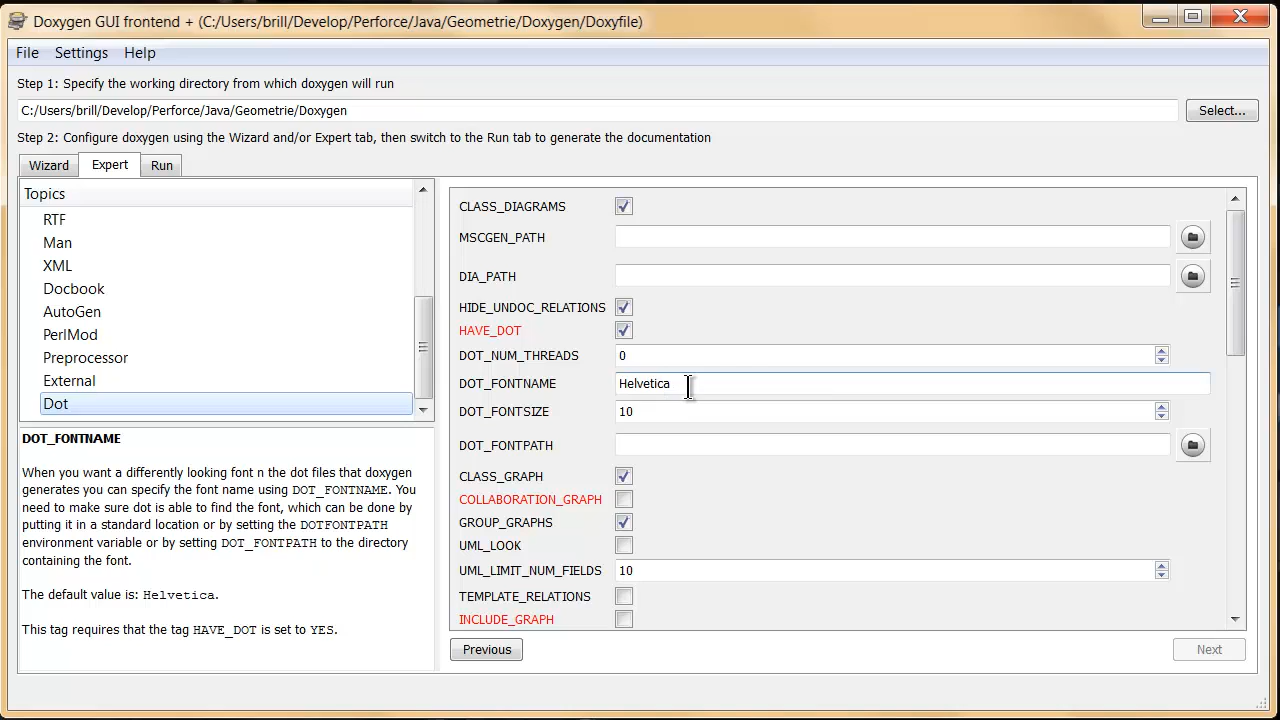 Doxygen GUI frontend + (C:/Users/brill/Develop/Perforce/Java/Geometrie/Doxygen/Doxyfile)
File Settings Help
Step 1: Specify the working directory from which doxygen will run
C:/Users/brill/Develop/Perforce/Java/Geometrie/Doxygen
Select...
Step 2: Configure doxygen using the Wizard and/or Expert tab, then switch to the Run tab to generate the documentation
Wizard Expert Run
Topics
RTF
Man
XML
Docbook
AutoGen
PerlMod
Preprocessor
External
Dot
DOT_FONTNAME
When you want a differently looking font n the dot files that doxygen
generates you can specify the font name using DOT_FONTNAME. You
need to make sure dot is able to find the font, which can be done by
putting it in a standard location or by setting the DOTFONTPATH
environment variable or by setting DOT_FONTPATH to the directory
containing the font.
The default value is: Helvetica.
This tag requires that the tag HAVE_DOT is set to YES.
CLASS_DIAGRAMS
MSCGEN_PATH
DIA_PATH
HIDE_UNDOC_RELATIONS
HAVE_DOT
DOT_NUM_THREADS 0
DOT_FONTNAME Helvetica
DOT_FONTSIZE 10
DOT_FONTPATH
CLASS_GRAPH
COLLABORATION_GRAPH
GROUP_GRAPHS
UML_LOOK
UML_LIMIT_NUM_FIELDS 10
TEMPLATE_RELATIONS
INCLUDE_GRAPH
Previous Next